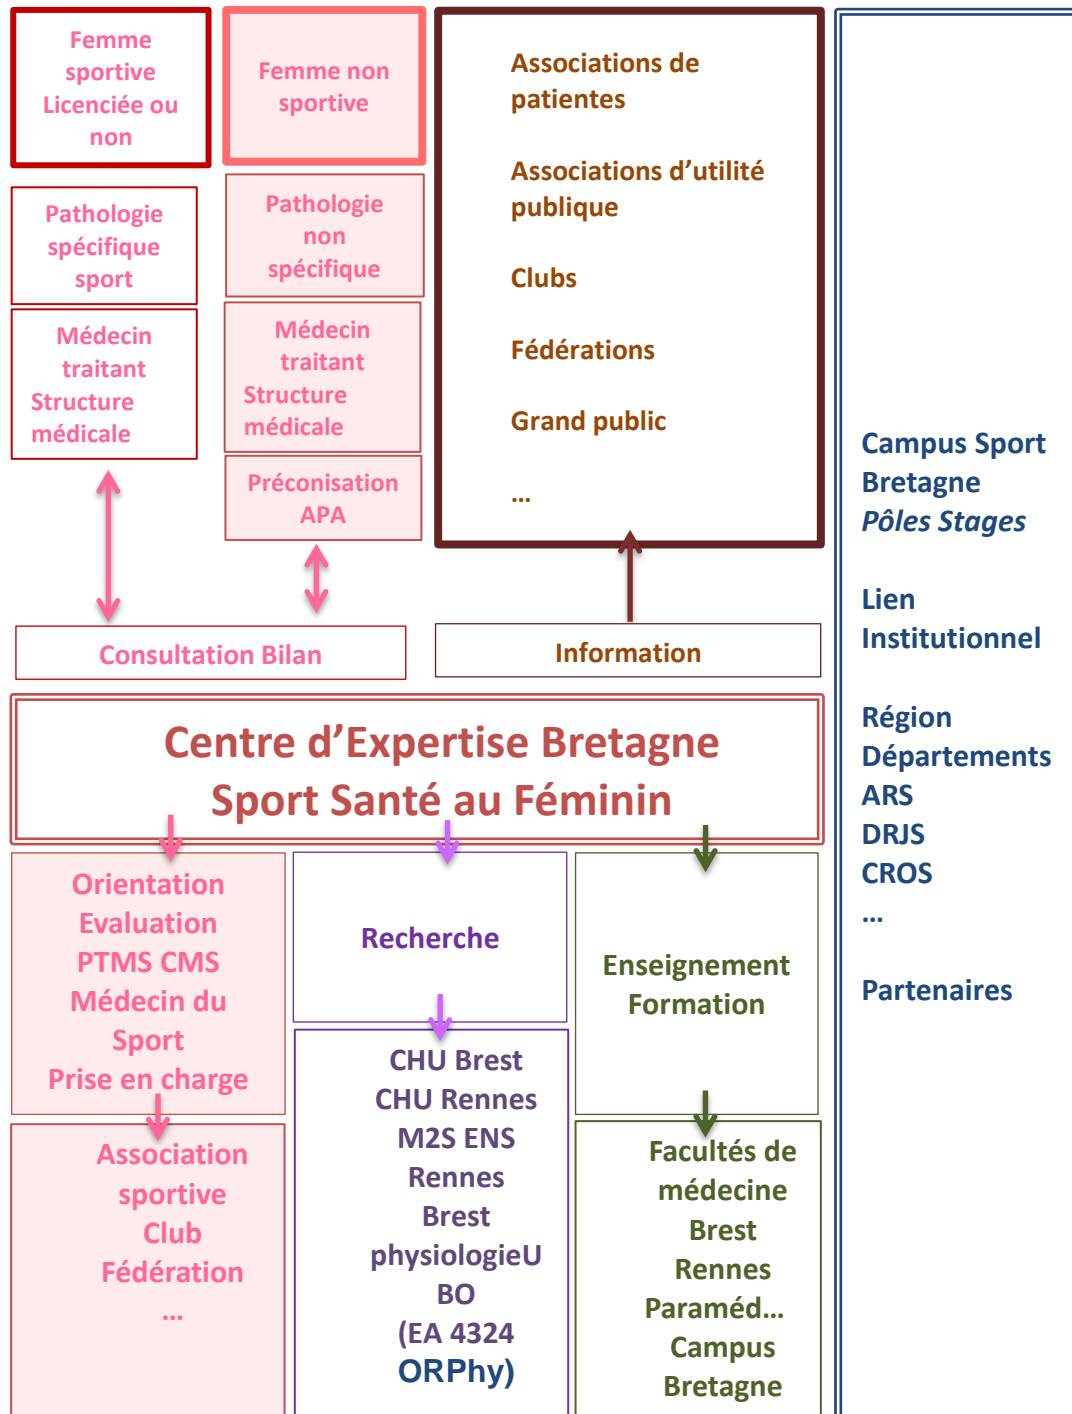 Femme
sportive
Licenciée ou
non
Femme non
sportive
Pathologie
spécifique
sport
Pathologie
non
spécifique
Médecin
traitant
Structure
médicale
Médecin
traitant
Structure
médicale
Préconisation
APA
Associations de
patientes
Associations d’utilité
publique
Clubs
Fédérations
Grand public
...
Consultation Bilan
Information
Centre d’Expertise Bretagne
Sport Santé au Féminin
Orientation
Evaluation
PTMS CMS
Médecin du
Sport
Prise en charge
Association
sportive
Club
Fédération
...
Recherche
CHU Brest
CHU Rennes
M2S ENS
Rennes
Brest
physiologieU
BO
(EA 4324
ORPhy)
Enseignement
Formation
Facultés de
médecine
Brest
Rennes
Paraméd...
Campus
Bretagne
Campus Sport
Bretagne
Pôles Stages
Lien
Institutionnel
Région
Départements
ARS
DRJS
CROS
...
Partenaires